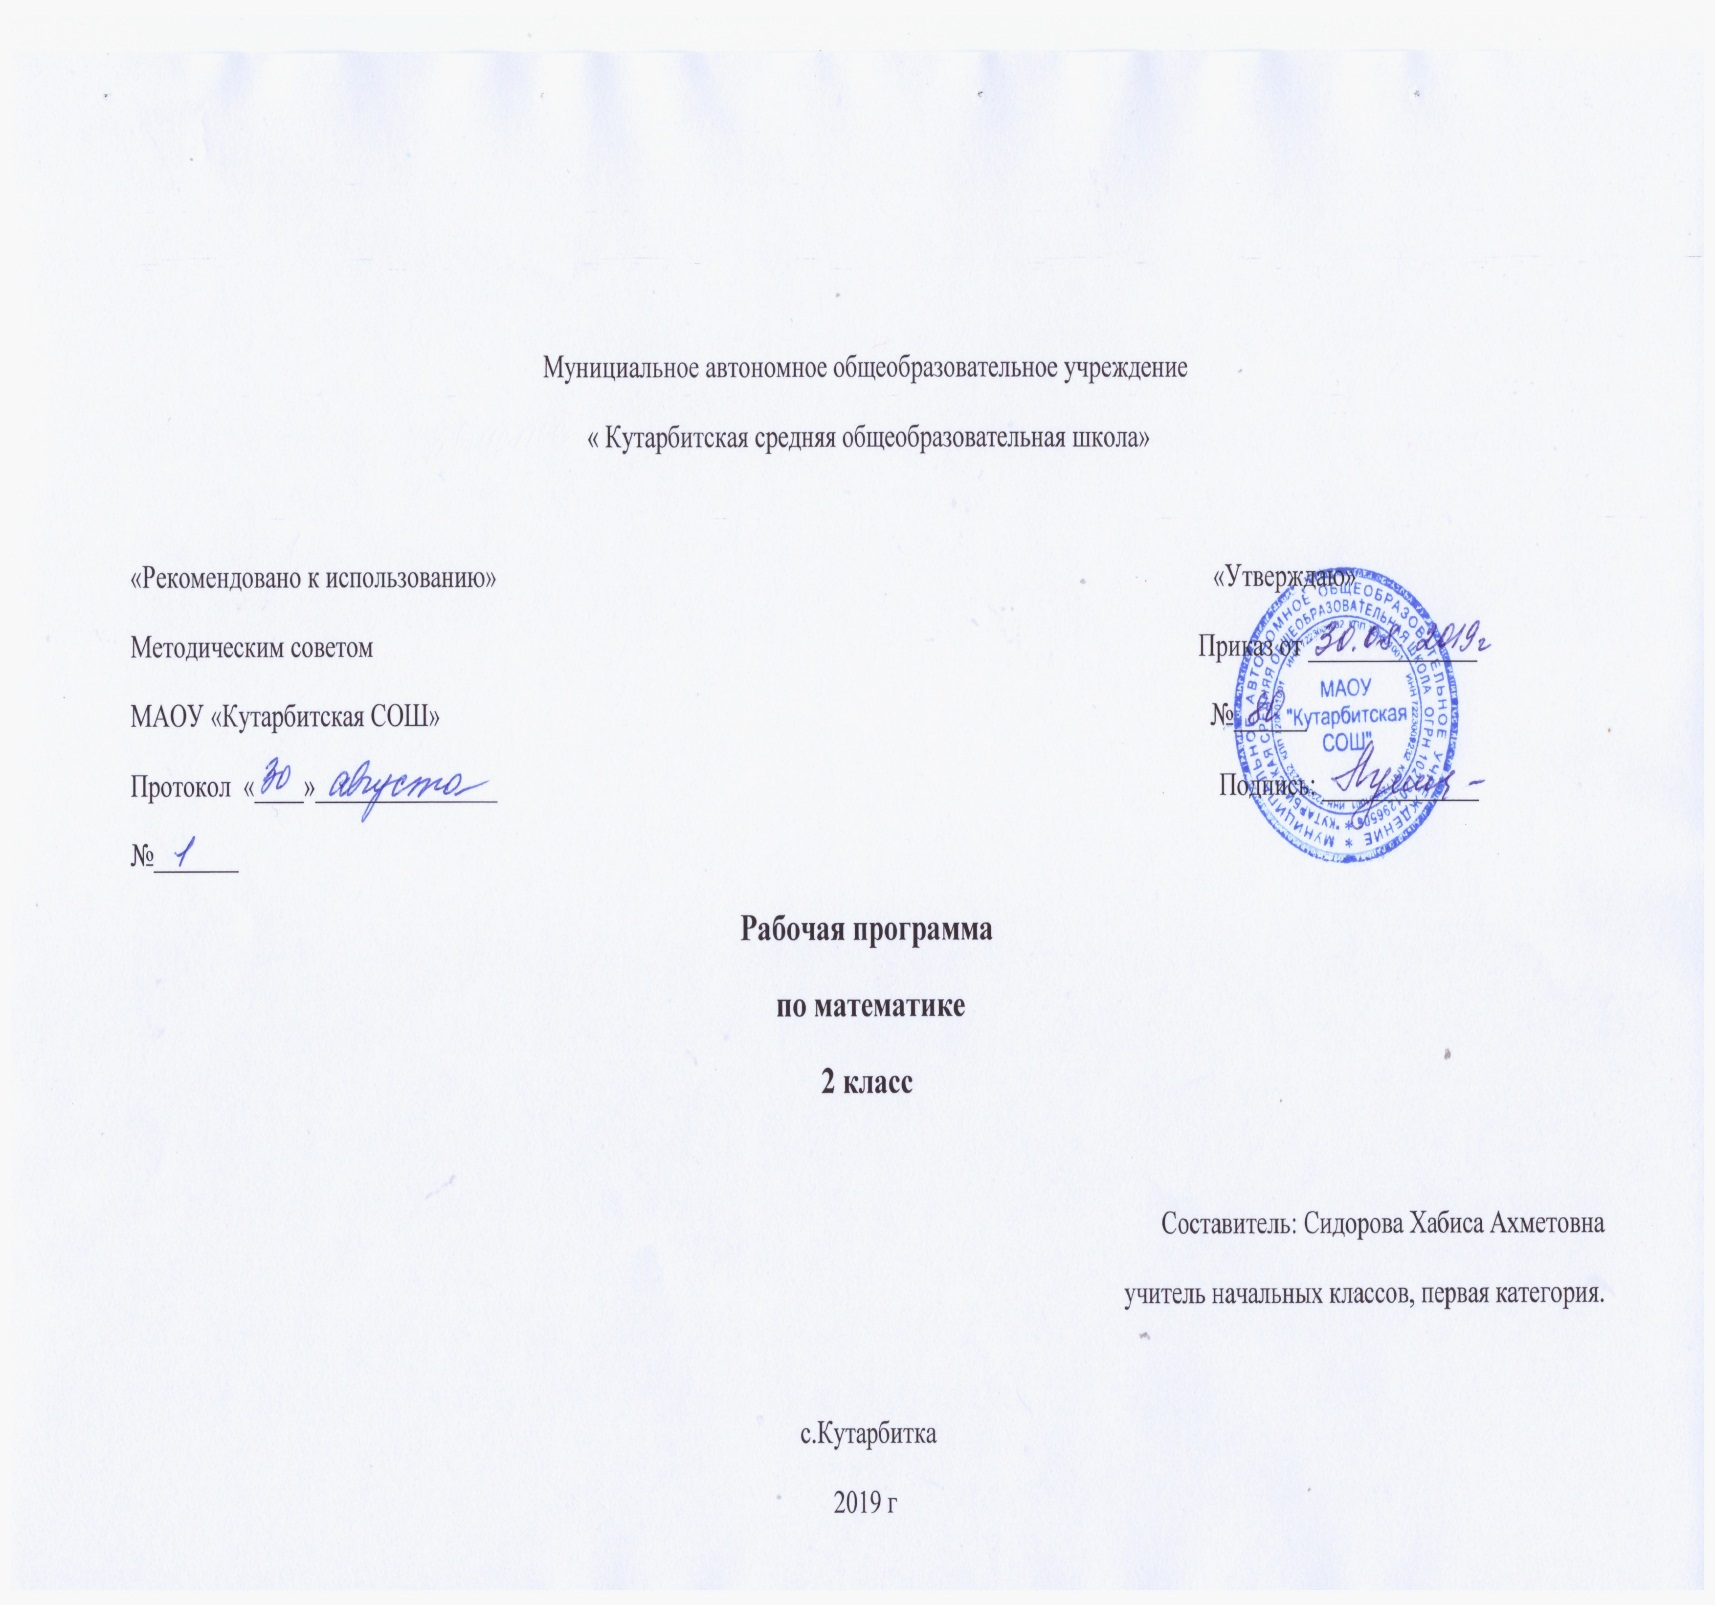 Мунициальное автономное общеобразовательное учреждение
« Кутарбитская средняя общеобразовательная школа»
«Рекомендовано к использованию»
Методическим советом
МАОУ «Кутарбитская СОШ»
Протокол «30» августа
№ 1
«Утверждаю»
Приказ от 30.08.2019г
№
Подпись:
МАОУ
"Кутарбитская
СОШ"
Рабочая программа
по математике
2 класс
Составитель: Сидорова Хабиса Ахметовна
учитель начальных классов, первая категория.
с.Кутарбитка
2019 г